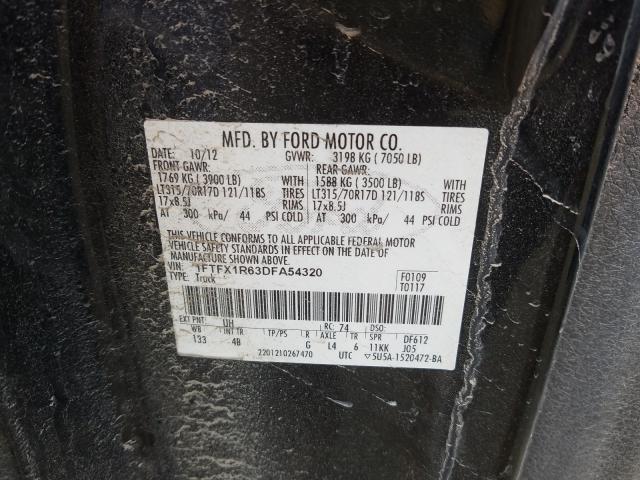 MFD. BY FORD MOTOR CO.
DATE: 10/12 GVWR: 3198 KG ( 7050 LB)
FRONT GAWR: REAR GAWR:
1769 KG ( 3900 LB) WITH 1588 KG ( 3500 LB) WITH
LT315/70R17D 121/118S TIRES LT315/70R17D 121/118S TIRES
17x8.5J RIMS 17x8.5J RIMS
AT 300 kPa/ 44 PSI COLD AT 300 kPa/ 44 PSI COLD
THIS VEHICLE CONFORMS TO ALL APPLICABLE FEDERAL MOTOR
VEHICLE SAFETY STANDARDS IN EFFECT ON THE DATE OF
MANUFACTURE SHOWN ABOVE.
VIN: 1FTFX1R63DFA54320 F0109
TYPE: Truck T0117
EXT PNT: UH RC: 74 DSO:
WB INT TR TP/PS R AXLE TR SPR DF612
133 4B G L4 6 11KK J05
2201210267470 UTC ▽5U5A-1520472-BA